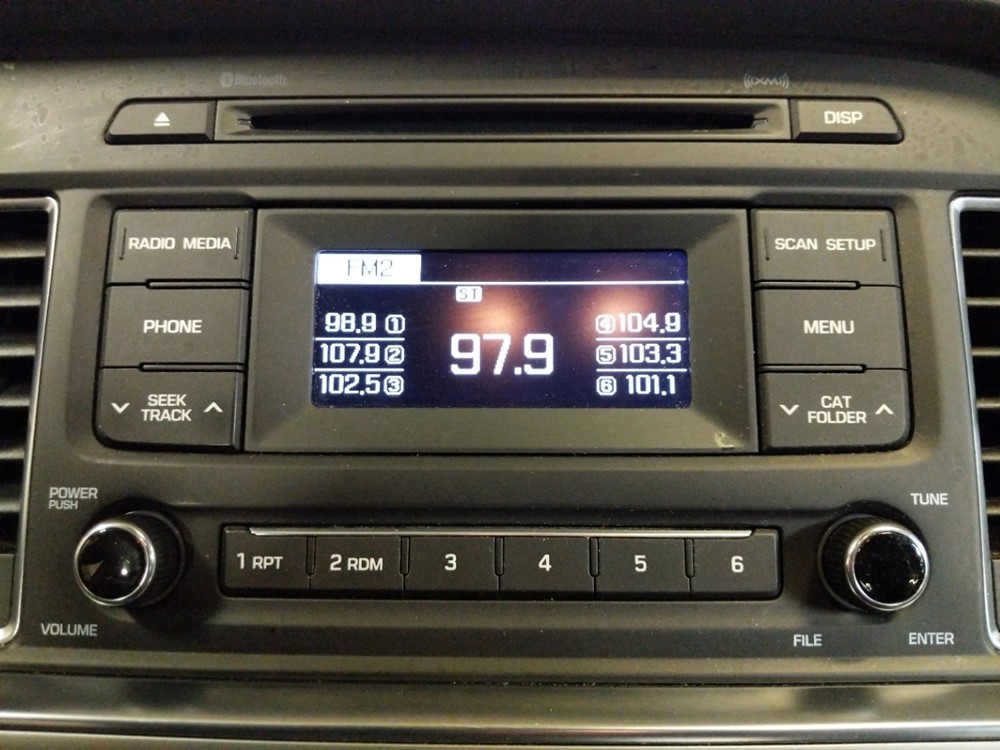 Bluetooth
((XM))
DISP
RADIO MEDIA
SCAN SETUP
FM2
ST
PHONE
MENU
98.9 1
107.9 2
102.5 3
97.9
4 104.9
5 103.3
6 101.1
SEEK
TRACK
CAT
FOLDER
POWER
PUSH
TUNE
1 RPT
2 RDM
3
4
5
6
VOLUME
FILE
ENTER